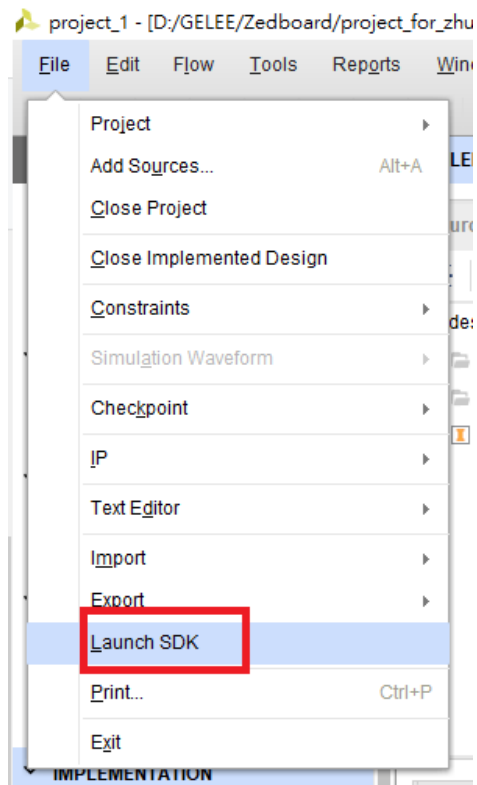 project_1 - [D:/GELEE/Zedboard/project_for_zhu
File Edit Flow Tools Reports Win
Project
Add Sources... Alt+A
Close Project
Close Implemented Design
Constraints
Simulation Waveform
Checkpoint
IP
Text Editor
Import
Export
Launch SDK
Print... Ctrl+P
Exit
IMPLEMENTATION